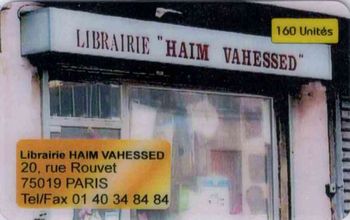 160 Unités
LIBRAIRIE "HAIM VAHESSED"
Librairie HAIM VAHESSED
20, rue Rouvet
75019 PARIS
Tel/Fax 01 40 34 84 84